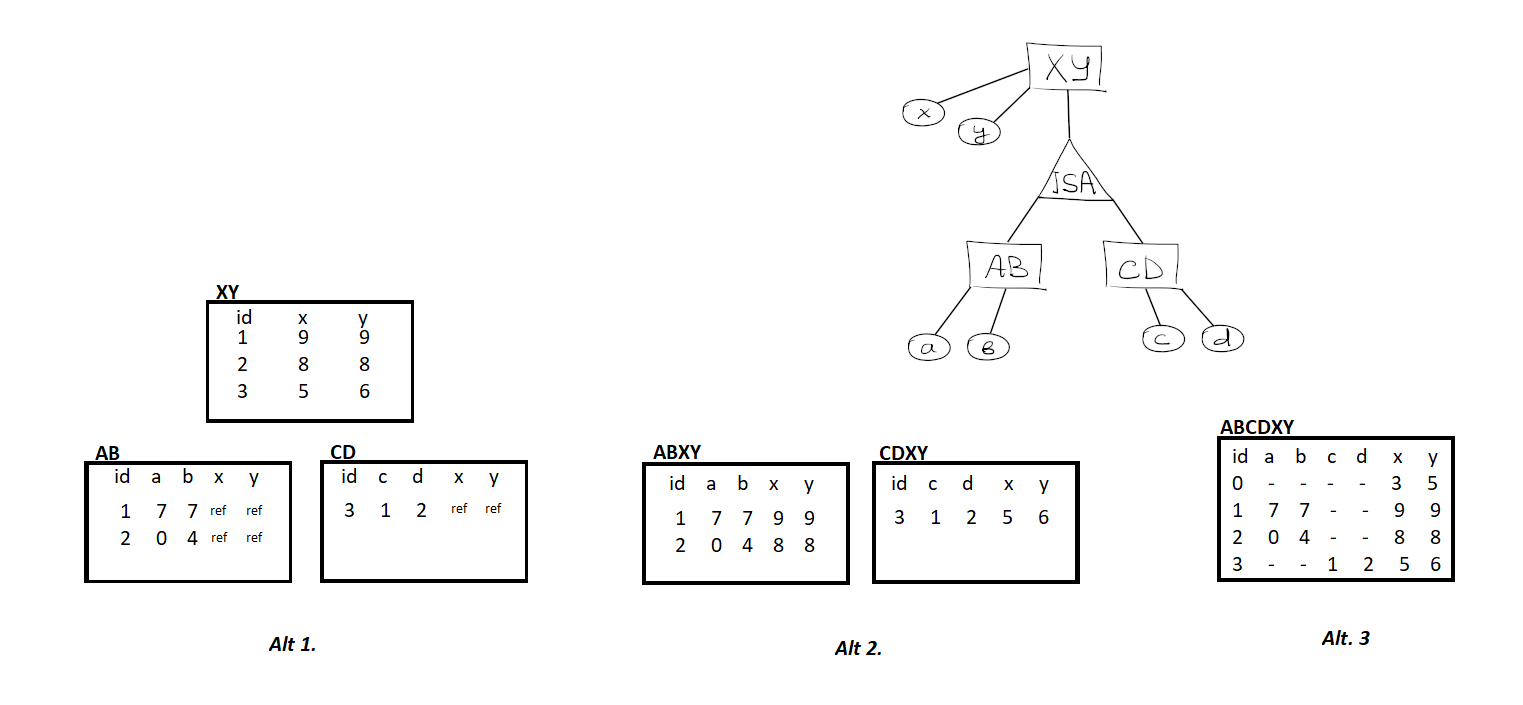 XY
x
y
ISA
AB
CD
a
в
c
d
XY
id x y
1 9 9
2 8 8
3 5 6
AB
id a b x y
1 7 7 ref ref
2 0 4 ref ref
CD
id c d x y
3 1 2 ref ref
Alt 1.
ABXY
id a b x y
1 7 7 9 9
2 0 4 8 8
CDXY
id c d x y
3 1 2 5 6
Alt 2.
ABCDXY
id a b c d x y
0 - - - - 3 5
1 7 7 - - 9 9
2 0 4 - - 8 8
3 - - 1 2 5 6
Alt. 3